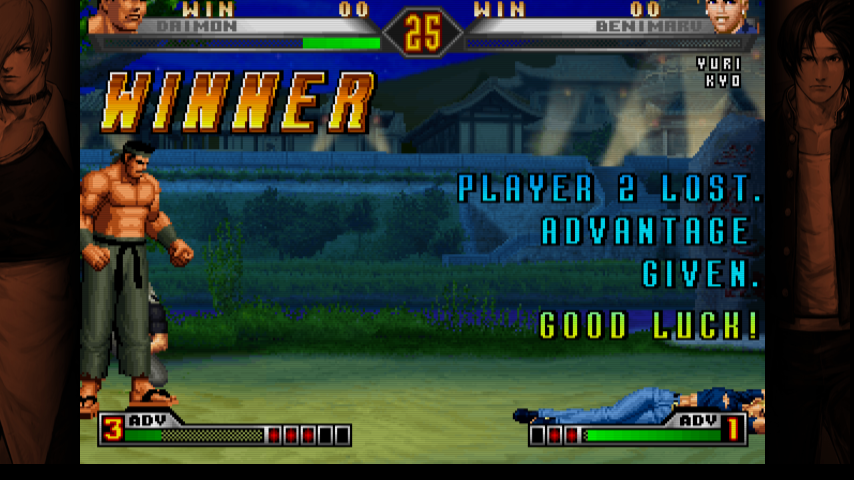 WIN 00
WIN 00
DAIMON
25
BENIMARU
YURI
KYO
WINNER
PLAYER 2 LOST.
ADVANTAGE
GIVEN.
GOOD LUCK!
3 ADV
ADV 1